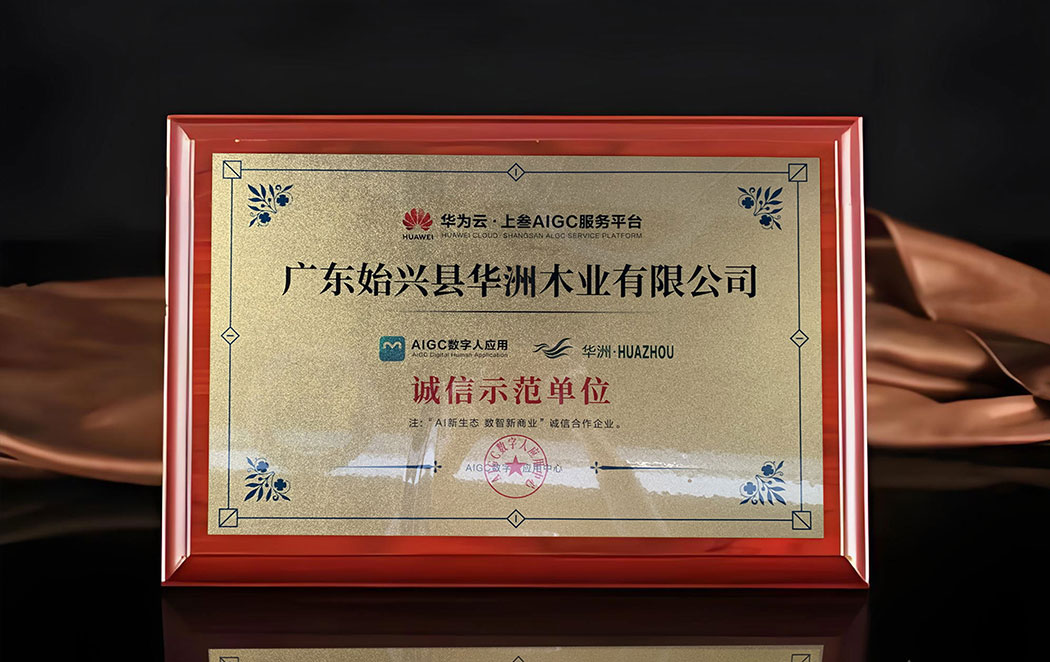 华为云·上叁AIGC服务平台
HUAWEI
HUAWEI CLOUD · SHANGSAN ALGC SERVICE PLATFORM
广东始兴县华洲木业有限公司
AIGC数字人应用
AIGC Digital Human Application
华洲·HUAZHOU
诚信示范单位
注：“AI新生态 数智新商业”诚信合作企业。
AIGC数字人应用中心